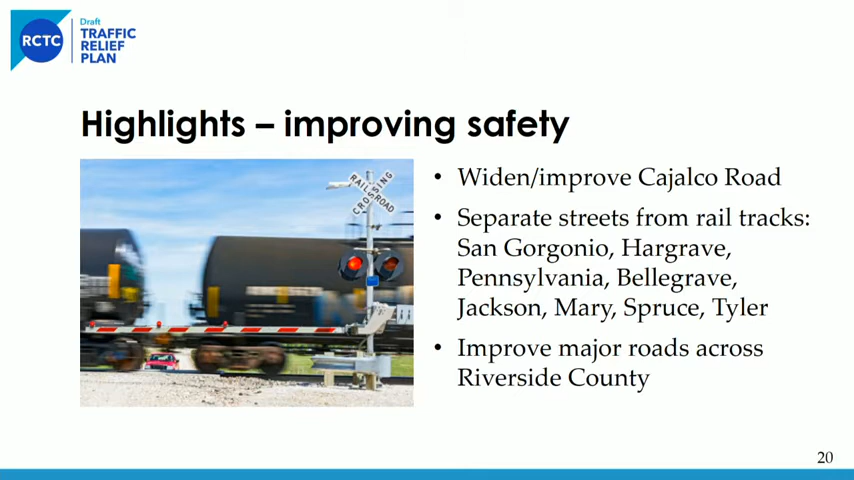 Draft
RCTC
TRAFFIC
RELIEF
PLAN
Highlights – improving safety
RAILROAD
CROSSING
• Widen/improve Cajalco Road
• Separate streets from rail tracks:
San Gorgonio, Hargrave,
Pennsylvania, Bellegrave,
Jackson, Mary, Spruce, Tyler
• Improve major roads across
Riverside County
20